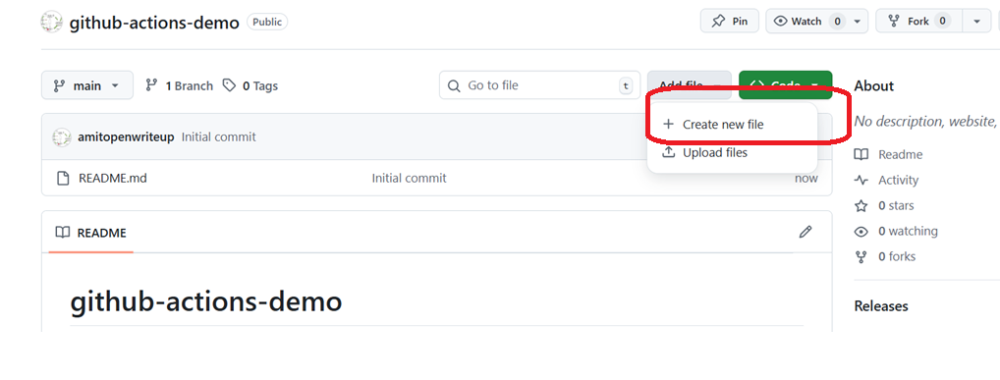 github-actions-demo Public
Pin Watch 0 Fork 0
main 1 Branch 0 Tags Go to file t Add file Code
Create new file
Upload files
amitopenwriteup Initial commit
README.md Initial commit now
README
github-actions-demo
About
No description, website,
Readme
Activity
0 stars
0 watching
0 forks
Releases